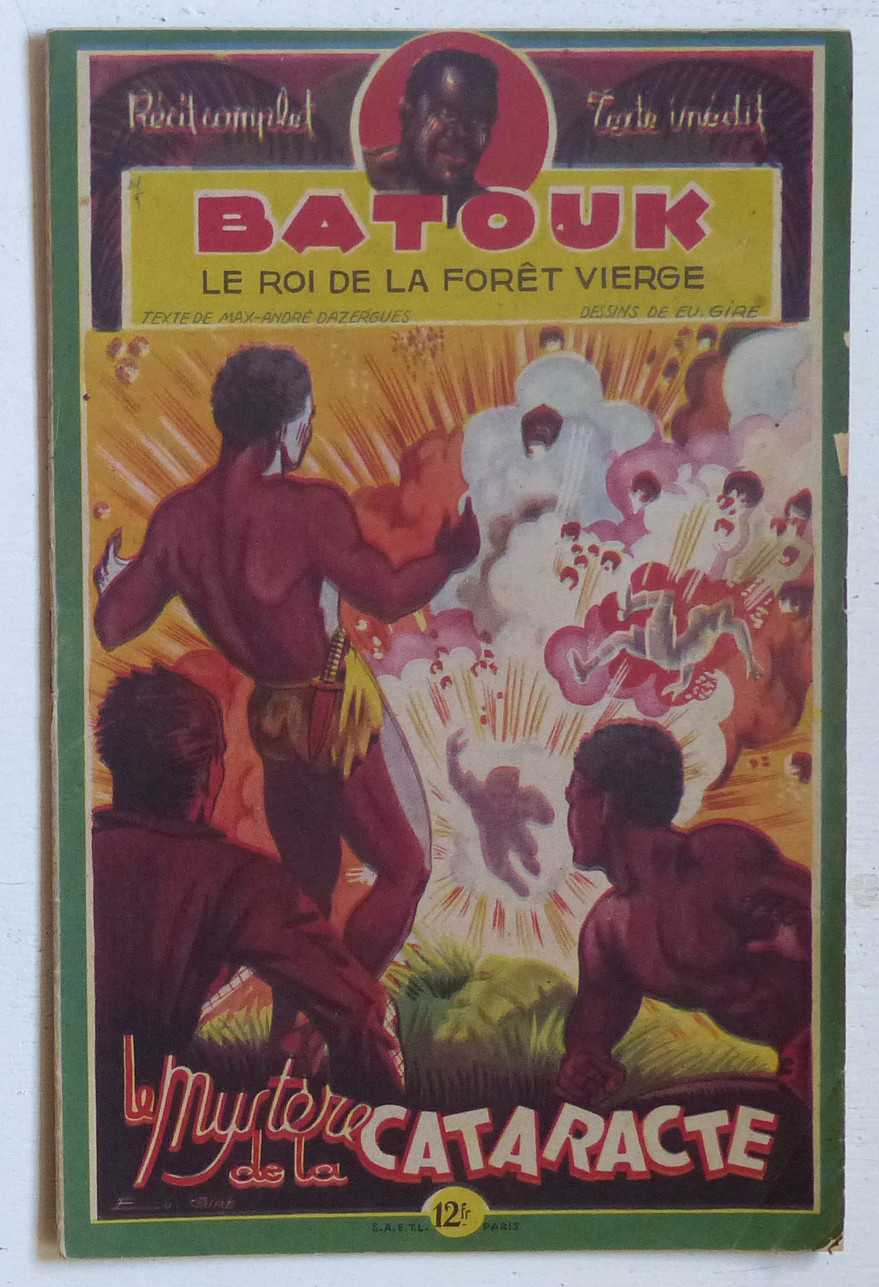 Récit complet
Texte inédit
BATOUK
LE ROI DE LA FORÊT VIERGE
TEXTE DE MAX-ANDRÉ DAZERGUES
DESSINS DE EU. GIRE
le Mystère
de la CATARACTE
EU. GIRE
12fr
S.A.E.T.L. PARIS